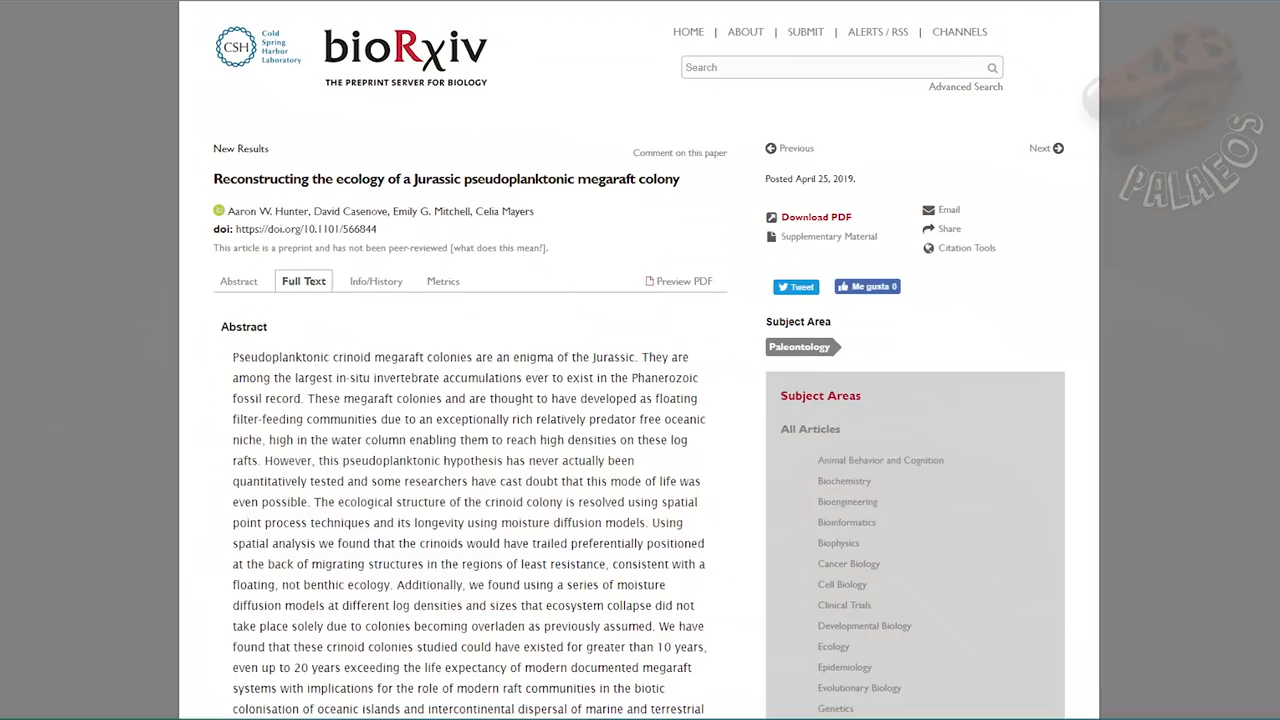 CSH Cold Spring Harbor Laboratory
bioRxiv
THE PREPRINT SERVER FOR BIOLOGY
HOME | ABOUT | SUBMIT | ALERTS / RSS | CHANNELS
Search
Advanced Search
New Results
Comment on this paper
Reconstructing the ecology of a Jurassic pseudoplanktonic megaraft colony
Aaron W. Hunter, David Casenove, Emily G. Mitchell, Celia Mayers
doi: https://doi.org/10.1101/566844
This article is a preprint and has not been peer-reviewed [what does this mean?].
Abstract Full Text Info/History Metrics Preview PDF
Abstract
Pseudoplanktonic crinoid megaraft colonies are an enigma of the Jurassic. They are
among the largest in-situ invertebrate accumulations ever to exist in the Phanerozoic
fossil record. These megaraft colonies and are thought to have developed as floating
filter-feeding communities due to an exceptionally rich relatively predator free oceanic
niche, high in the water column enabling them to reach high densities on these log
rafts. However, this pseudoplanktonic hypothesis has never actually been
quantitatively tested and some researchers have cast doubt that this mode of life was
even possible. The ecological structure of the crinoid colony is resolved using spatial
point process techniques and its longevity using moisture diffusion models. Using
spatial analysis we found that the crinoids would have trailed preferentially positioned
at the back of migrating structures in the regions of least resistance, consistent with a
floating, not benthic ecology. Additionally, we found using a series of moisture
diffusion models at different log densities and sizes that ecosystem collapse did not
take place solely due to colonies becoming overladen as previously assumed. We have
found that these crinoid colonies studied could have existed for greater than 10 years,
even up to 20 years exceeding the life expectancy of modern documented megaraft
systems with implications for the role of modern raft communities in the biotic
colonisation of oceanic islands and intercontinental dispersal of marine and terrestrial
Previous
Next
Posted April 25, 2019.
Download PDF
Supplementary Material
Email
Share
Citation Tools
Tweet
Me gusta 0
Subject Area
Paleontology
Subject Areas
All Articles
Animal Behavior and Cognition
Biochemistry
Bioengineering
Bioinformatics
Biophysics
Cancer Biology
Cell Biology
Clinical Trials
Developmental Biology
Ecology
Epidemiology
Evolutionary Biology
Genetics
PALAEOS